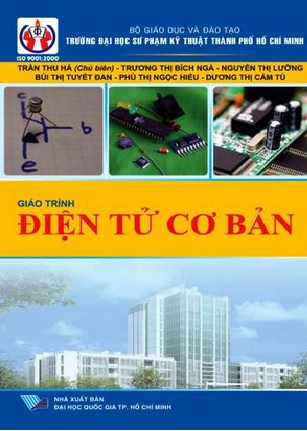 BỘ GIÁO DỤC VÀ ĐÀO TẠO
TRƯỜNG ĐẠI HỌC SƯ PHẠM KỸ THUẬT THÀNH PHỐ HỒ CHÍ MINH
ISO 9001:2000
TRẦN THU HÀ (Chủ biên) - TRƯƠNG THỊ BÍCH NGÀ - NGUYỄN THỊ LƯỠNG
BÙI THỊ TUYẾT ĐAN - PHÙ THỊ NGỌC HIẾU - DƯƠNG THỊ CẨM TÚ
c
b
e
GIÁO TRÌNH
ĐIỆN TỬ CƠ BẢN
NHÀ XUẤT BẢN
ĐẠI HỌC QUỐC GIA TP. HỒ CHÍ MINH